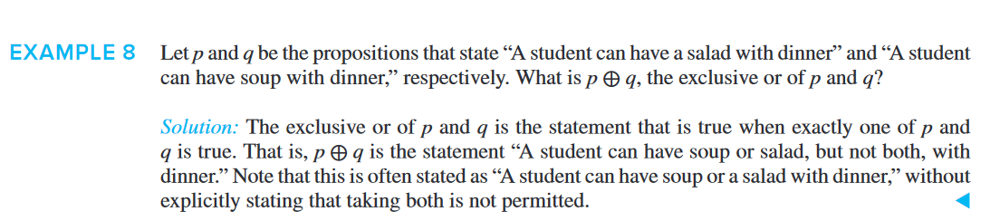 EXAMPLE 8 Let p and q be the propositions that state “A student can have a salad with dinner” and “A student
can have soup with dinner,” respectively. What is p ⊕ q, the exclusive or of p and q?
Solution: The exclusive or of p and q is the statement that is true when exactly one of p and
q is true. That is, p ⊕ q is the statement “A student can have soup or salad, but not both, with
dinner.” Note that this is often stated as “A student can have soup or a salad with dinner,” without
explicitly stating that taking both is not permitted.